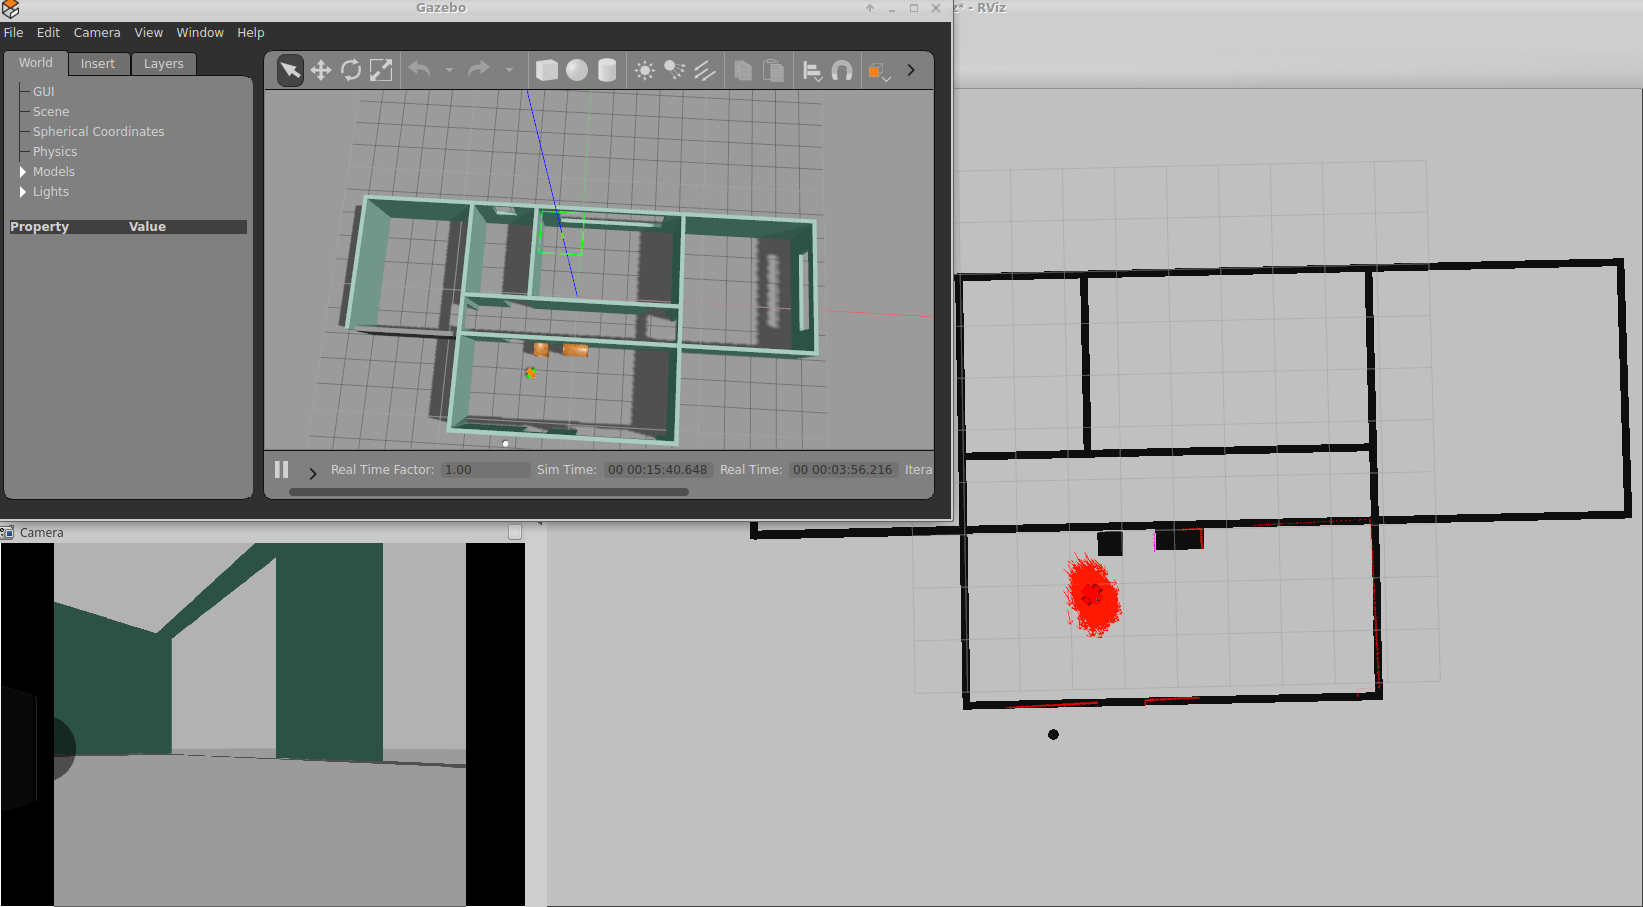 Gazebo
z* - RViz
File Edit Camera View Window Help
World Insert Layers
GUI
Scene
Spherical Coordinates
Physics
Models
Lights
Property Value
Real Time Factor: 1.00 Sim Time: 00 00:15:40.648 Real Time: 00 00:03:56.216 Itera
Camera